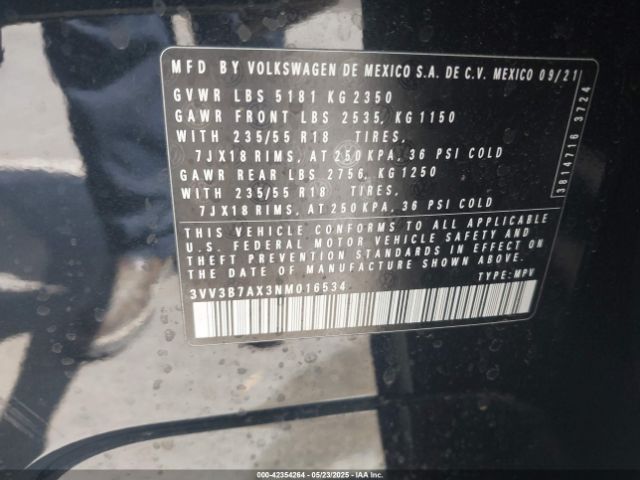 MFD BY VOLKSWAGEN DE MEXICO S.A. DE C.V. MEXICO 09/21
GVWR LBS 5181 KG 2350
GAWR FRONT LBS 2535, KG 1150
WITH 235/55 R18 TIRES,
7JX18 RIMS, AT 250 KPA, 36 PSI COLD
GAWR REAR LBS 2756, KG 1250
WITH 235/55 R18 TIRES,
7JX18 RIMS, AT 250 KPA, 36 PSI COLD
THIS VEHICLE CONFORMS TO ALL APPLICABLE
U.S. FEDERAL MOTOR VEHICLE SAFETY AND
THEFT PREVENTION STANDARDS IN EFFECT ON
THE DATE OF MANUFACTURE SHOWN ABOVE.
3VV3B7AX3NM016534 TYPE: MPV
3814716 3724
000-42354264 - 05/23/2025 - IAAI.com